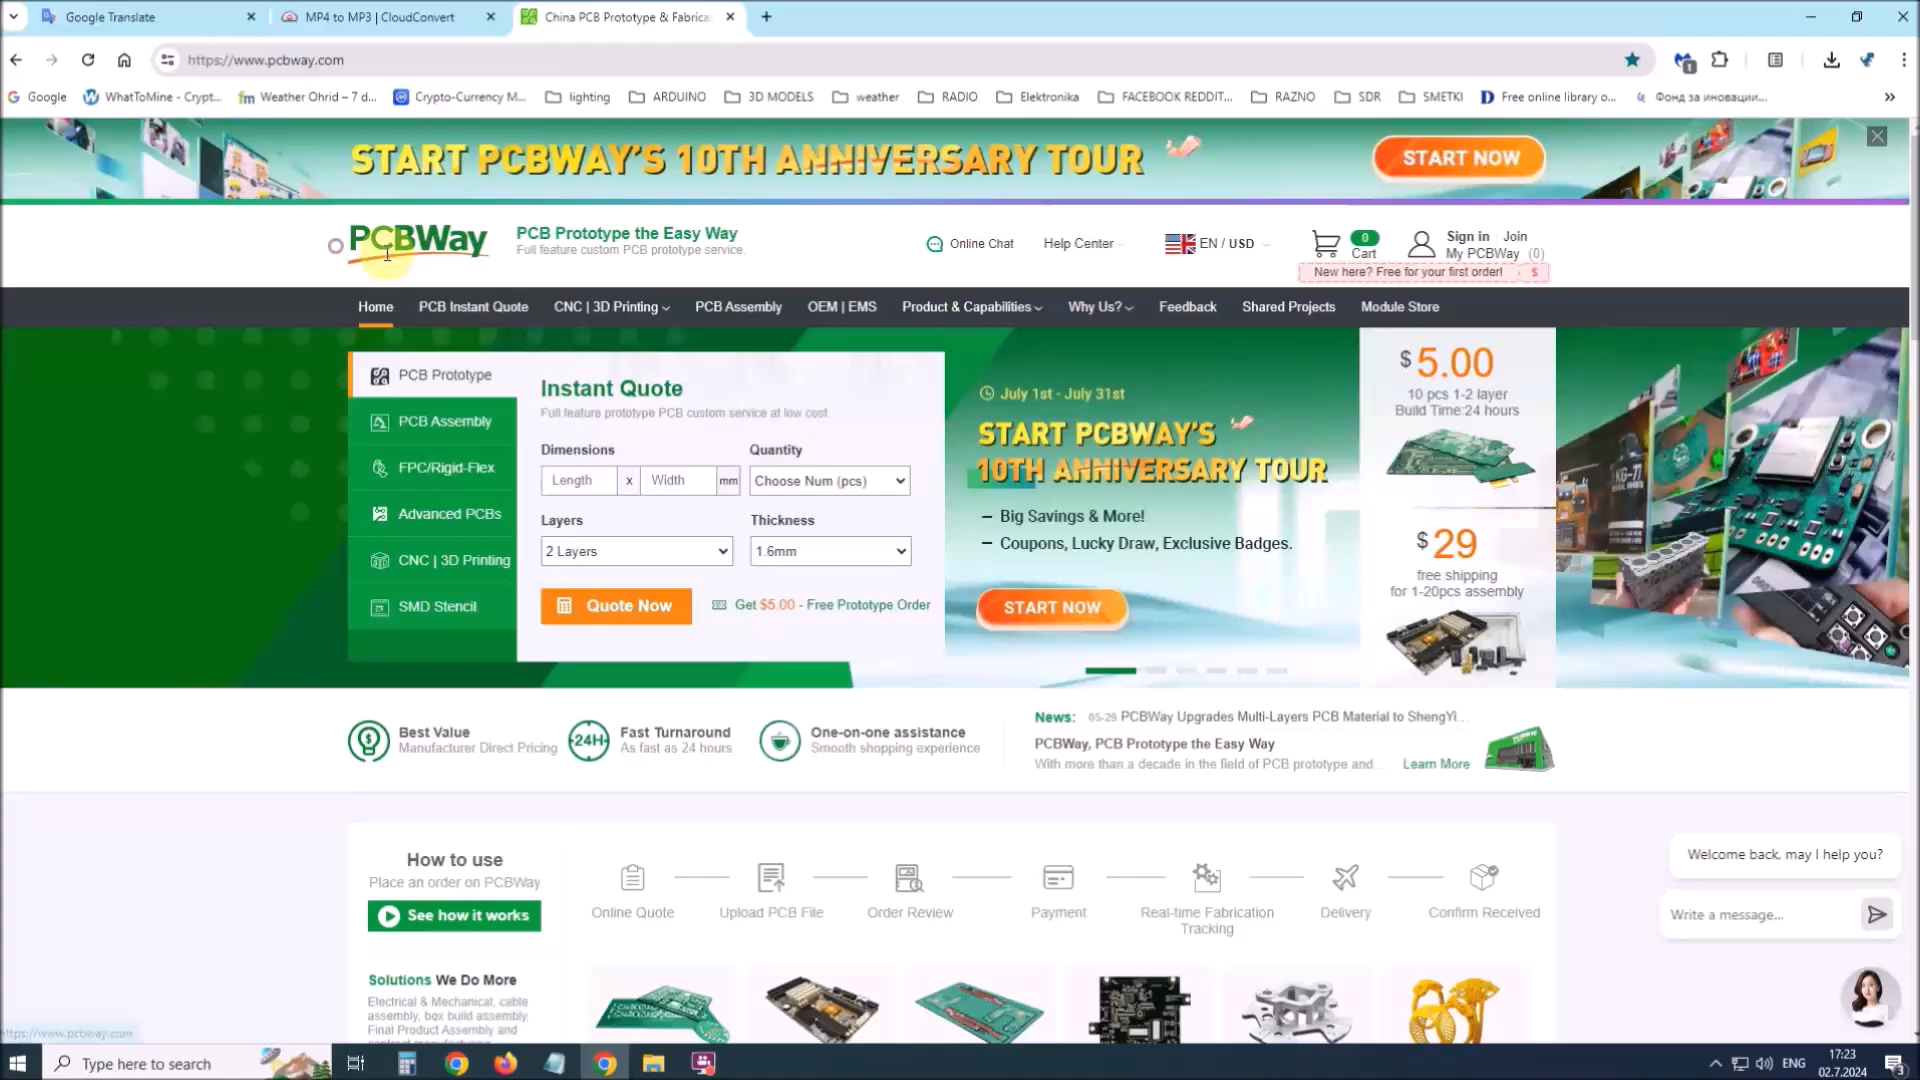 Google Translate
MP4 to MP3 | CloudConvert
China PCB Prototype & Fabrica
https://www.pcbway.com
1
Google
WhatToMine - Crypt...
Weather Ohrid – 7 d...
Crypto-Currency M...
lighting
ARDUINO
3D MODELS
weather
RADIO
Elektronika
FACEBOOK REDDIT...
RAZNO
SDR
SMETKI
Free online library o...
Фонд за иновации...
START PCBWAY'S 10TH ANNIVERSARY TOUR
START NOW
PCBWay
PCB Prototype the Easy Way
Full feature custom PCB prototype service.
Online Chat
Help Center
EN / USD
0
Cart
Sign in Join
My PCBWay (0)
New here? Free for your first order! $
Home
PCB Instant Quote
CNC | 3D Printing
PCB Assembly
OEM | EMS
Product & Capabilities
Why Us?
Feedback
Shared Projects
Module Store
PCB Prototype
PCB Assembly
FPC/Rigid-Flex
Advanced PCBs
CNC | 3D Printing
SMD Stencil
Instant Quote
Full feature prototype PCB custom service at low cost.
Dimensions
Quantity
Length x Width mm
Choose Num (pcs)
Layers
Thickness
2 Layers
1.6mm
Quote Now
Get $5.00 - Free Prototype Order
July 1st - July 31st
START PCBWAY'S
10TH ANNIVERSARY TOUR
– Big Savings & More!
– Coupons, Lucky Draw, Exclusive Badges.
START NOW
$5.00
10 pcs 1-2 layer
Build Time:24 hours
$29
free shipping
for 1-20pcs assembly
Best Value
Manufacturer Direct Pricing
24H
Fast Turnaround
As fast as 24 hours
One-on-one assistance
Smooth shopping experience
News: 05-29 PCBWay Upgrades Multi-Layers PCB Material to ShengYi...
PCBWay, PCB Prototype the Easy Way
With more than a decade in the field of PCB prototype and ...
Learn More
How to use
Place an order on PCBWay
See how it works
Online Quote
Upload PCB File
Order Review
Payment
Real-time Fabrication
Tracking
Delivery
Confirm Received
Welcome back, may I help you?
Write a message...
Solutions We Do More
Electrical & Mechanical, cable
assembly, box build assembly.
Final Product Assembly and
https://www.pcbway.com
Type here to search
ENG
17:23
02.7.2024
3